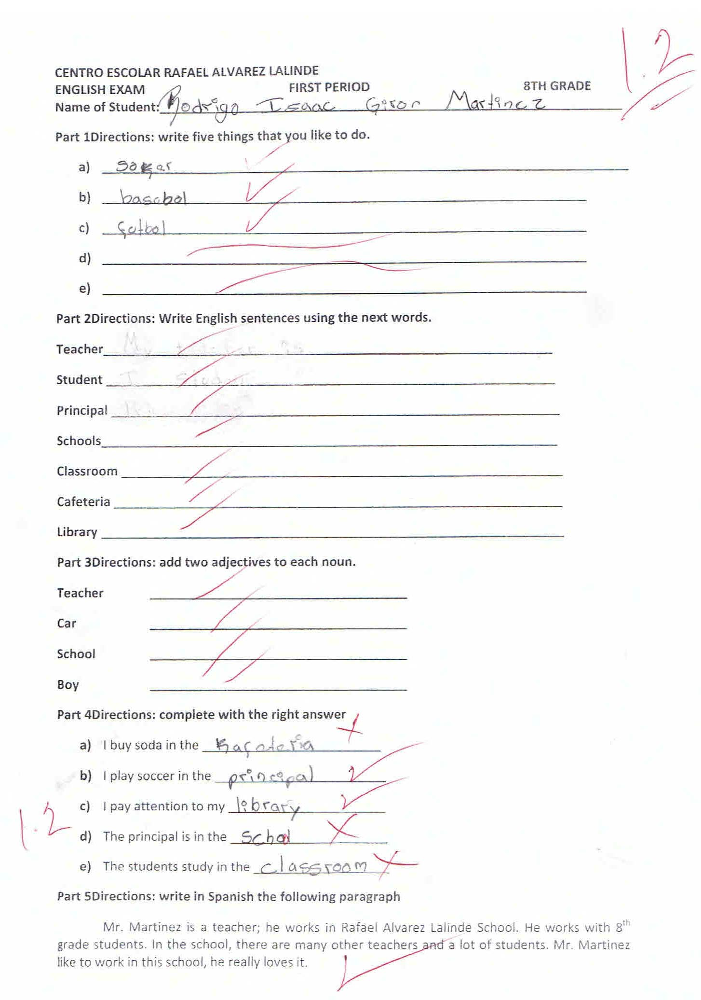 1.2
CENTRO ESCOLAR RAFAEL ALVAREZ LALINDE
ENGLISH EXAM FIRST PERIOD 8TH GRADE
Name of Student: Rodrigo Isaac Giron Martinez
Part 1Directions: write five things that you like to do.
a) sokar
b) basebol
c) futbol
d)
e)
Part 2Directions: Write English sentences using the next words.
Teacher My teacher is
Student I student
Principal
Schools
Classroom
Cafeteria
Library
Part 3Directions: add two adjectives to each noun.
Teacher
Car
School
Boy
Part 4Directions: complete with the right answer
a) I buy soda in the kafeteria
b) I play soccer in the principal
c) I pay attention to my library
1.2
d) The principal is in the School
e) The students study in the classroom
Part 5Directions: write in Spanish the following paragraph
Mr. Martinez is a teacher; he works in Rafael Alvarez Lalinde School. He works with 8th
grade students. In the school, there are many other teachers and a lot of students. Mr. Martinez
like to work in this school, he really loves it.